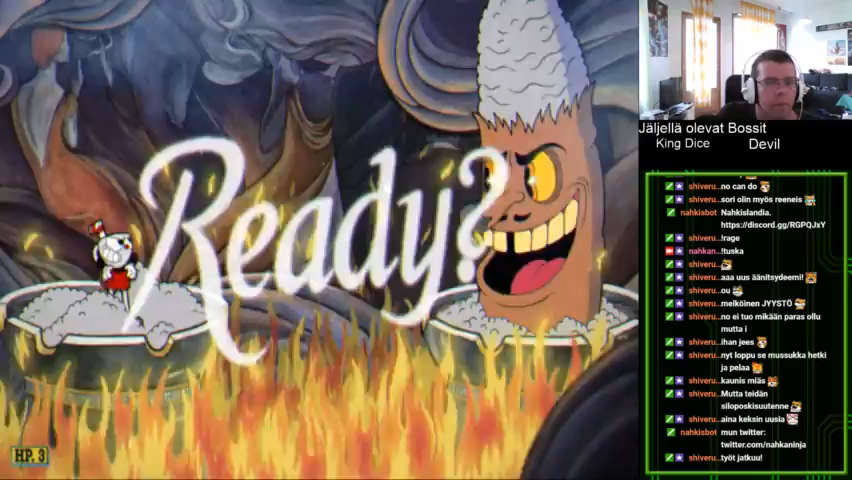 Ready?
HP. 3
Jäljellä olevat Bossit
King Dice Devil
shiveru..no can do
shiveru..sori olin myös reeneis
nahkisbot Nahkislandia.
https://discord.gg/RGPQJxY
shiveru..!rage
nahkan..!tuska
shiveru..
shiveru..aaa uus äänitsydeemi!
shiveru..ou
shiveru..melköinen JYYSTÖ
shiveru..no ei tuo mikään paras ollu
mutta i
shiveru..ihan jees
shiveru..nyt loppu se mussukka hetki
ja pelaa
shiveru..kaunis miäs
shiveru..Mutta teidän
siloposkisuutenne
shiveru..aina keksin uusia
nahkisbot mun twitter:
twitter.com/nahkaninja
shiveru..työt jatkuu!